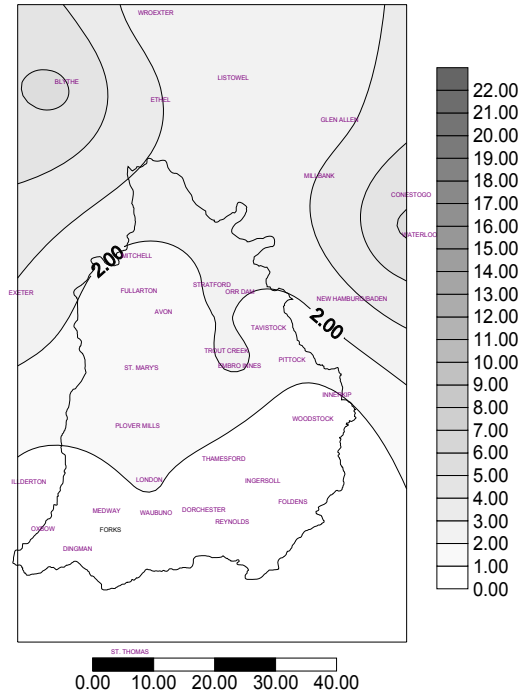 WROEXTER
BLYTHE
LISTOWEL
ETHEL
GLEN ALLEN
MILLBANK
CONESTOGO
WATERLOO
2.00
MITCHELL
EXETER
FULLARTON
STRATFORD
ORR DAM
NEW HAMBURG/BADEN
AVON
2.00
TAVISTOCK
TROUT CREEK
PITTOCK
ST. MARY'S
EMBRO INNES
INNERKIP
WOODSTOCK
PLOVER MILLS
THAMESFORD
ILLDERTON
LONDON
INGERSOLL
FOLDENS
MEDWAY
WAUBUNO
DORCHESTER
REYNOLDS
OXBOW
FORKS
DINGMAN
ST. THOMAS
0.00 10.00 20.00 30.00 40.00
22.00
21.00
20.00
19.00
18.00
17.00
16.00
15.00
14.00
13.00
12.00
11.00
10.00
9.00
8.00
7.00
6.00
5.00
4.00
3.00
2.00
1.00
0.00